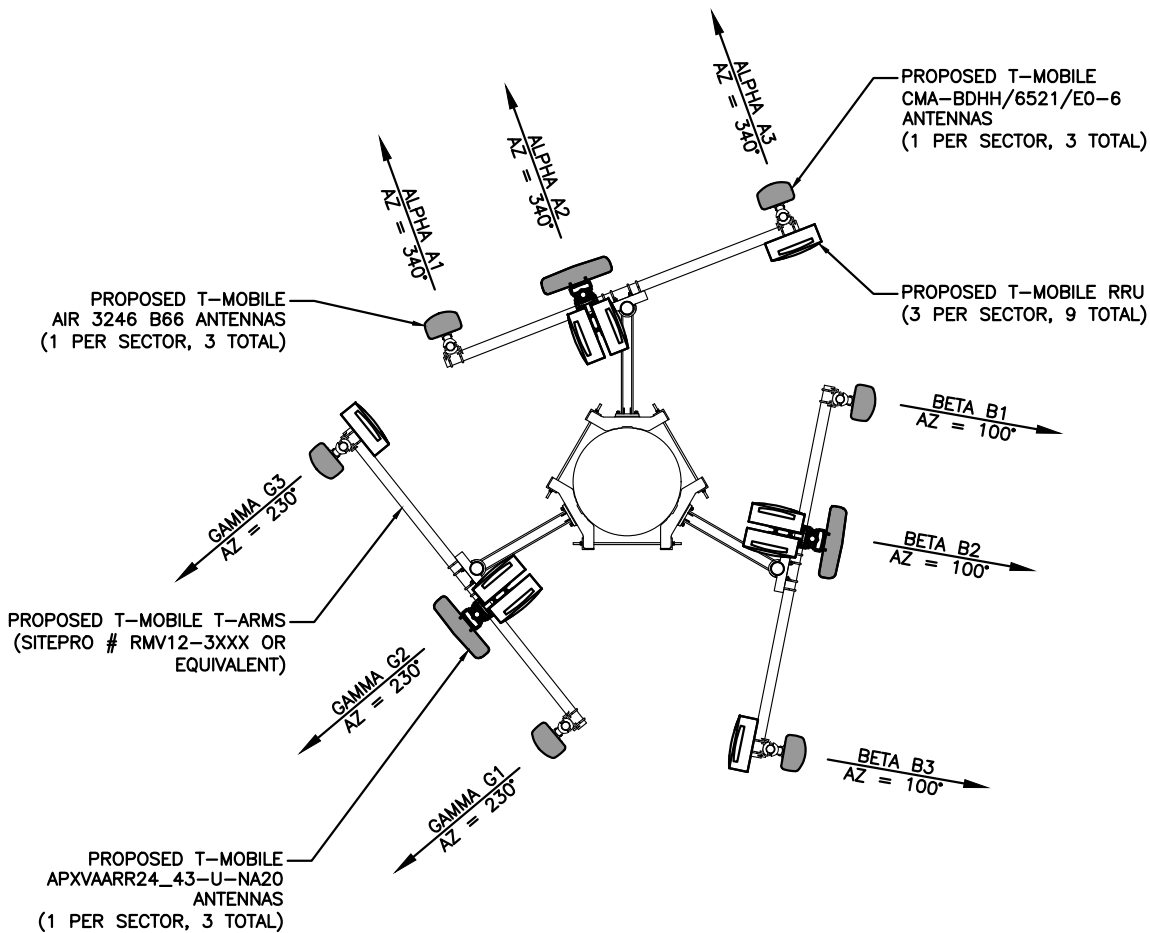 ALPHA A3
AZ = 340°
PROPOSED T-MOBILE
CMA-BDHH/6521/E0-6
ANTENNAS
(1 PER SECTOR, 3 TOTAL)
ALPHA A2
AZ = 340°
ALPHA A1
AZ = 340°
PROPOSED T-MOBILE
AIR 3246 B66 ANTENNAS
(1 PER SECTOR, 3 TOTAL)
PROPOSED T-MOBILE RRU
(3 PER SECTOR, 9 TOTAL)
BETA B1
AZ = 100°
GAMMA G3
AZ = 230°
BETA B2
AZ = 100°
PROPOSED T-MOBILE T-ARMS
(SITEPRO # RMV12-3XXX OR
EQUIVALENT)
GAMMA G2
AZ = 230°
BETA B3
AZ = 100°
GAMMA G1
AZ = 230°
PROPOSED T-MOBILE
APXVAARR24_43-U-NA20
ANTENNAS
(1 PER SECTOR, 3 TOTAL)